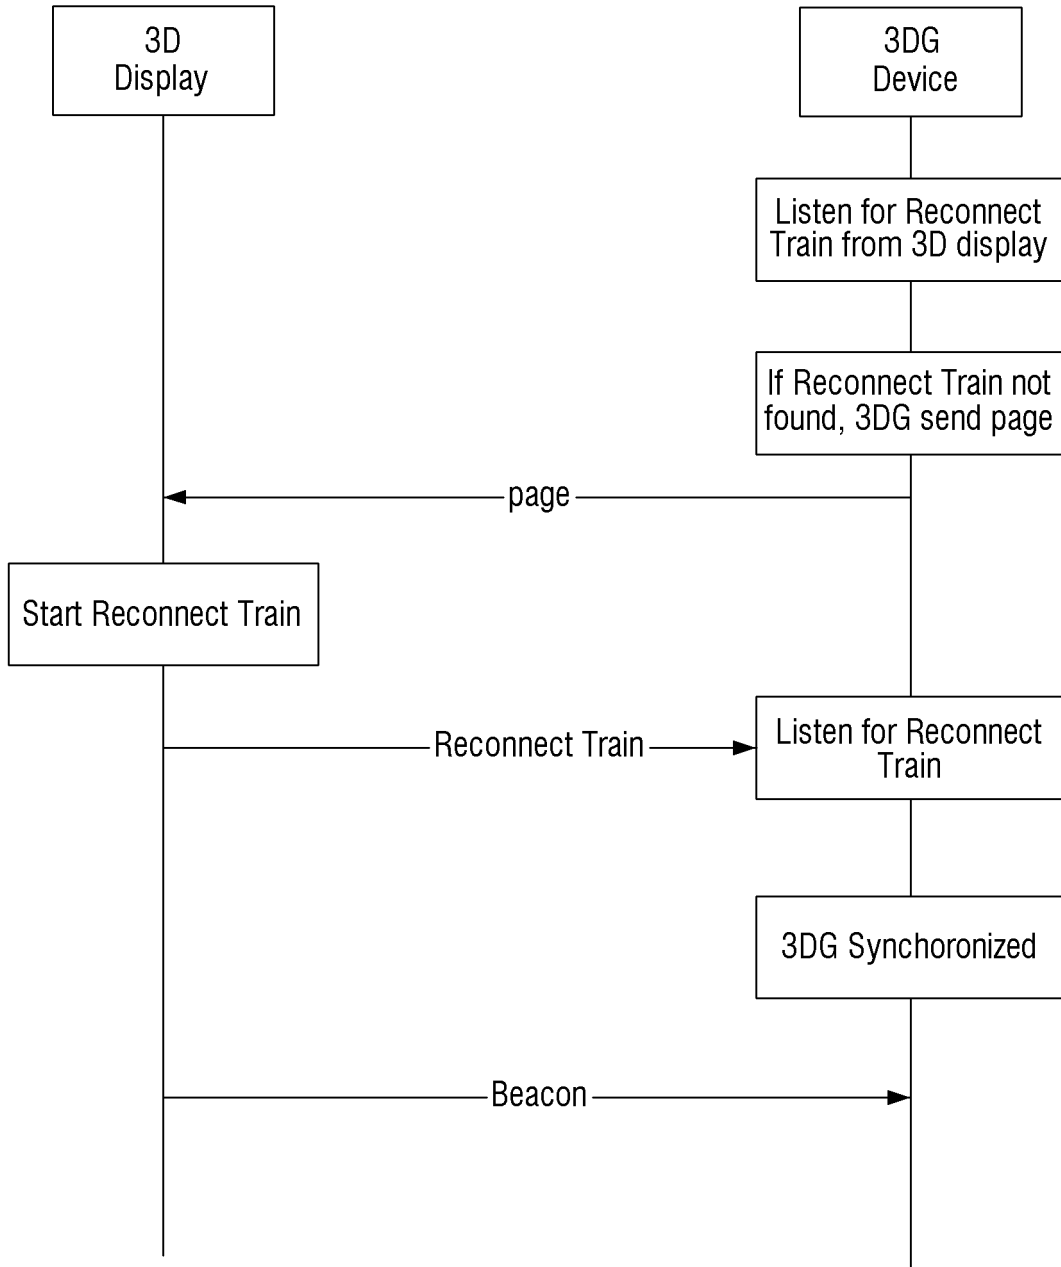 3D
Display
3DG
Device
Listen for Reconnect
Train from 3D display
If Reconnect Train not
found, 3DG send page
page
Start Reconnect Train
Reconnect Train
Listen for Reconnect
Train
3DG Synchoronized
Beacon